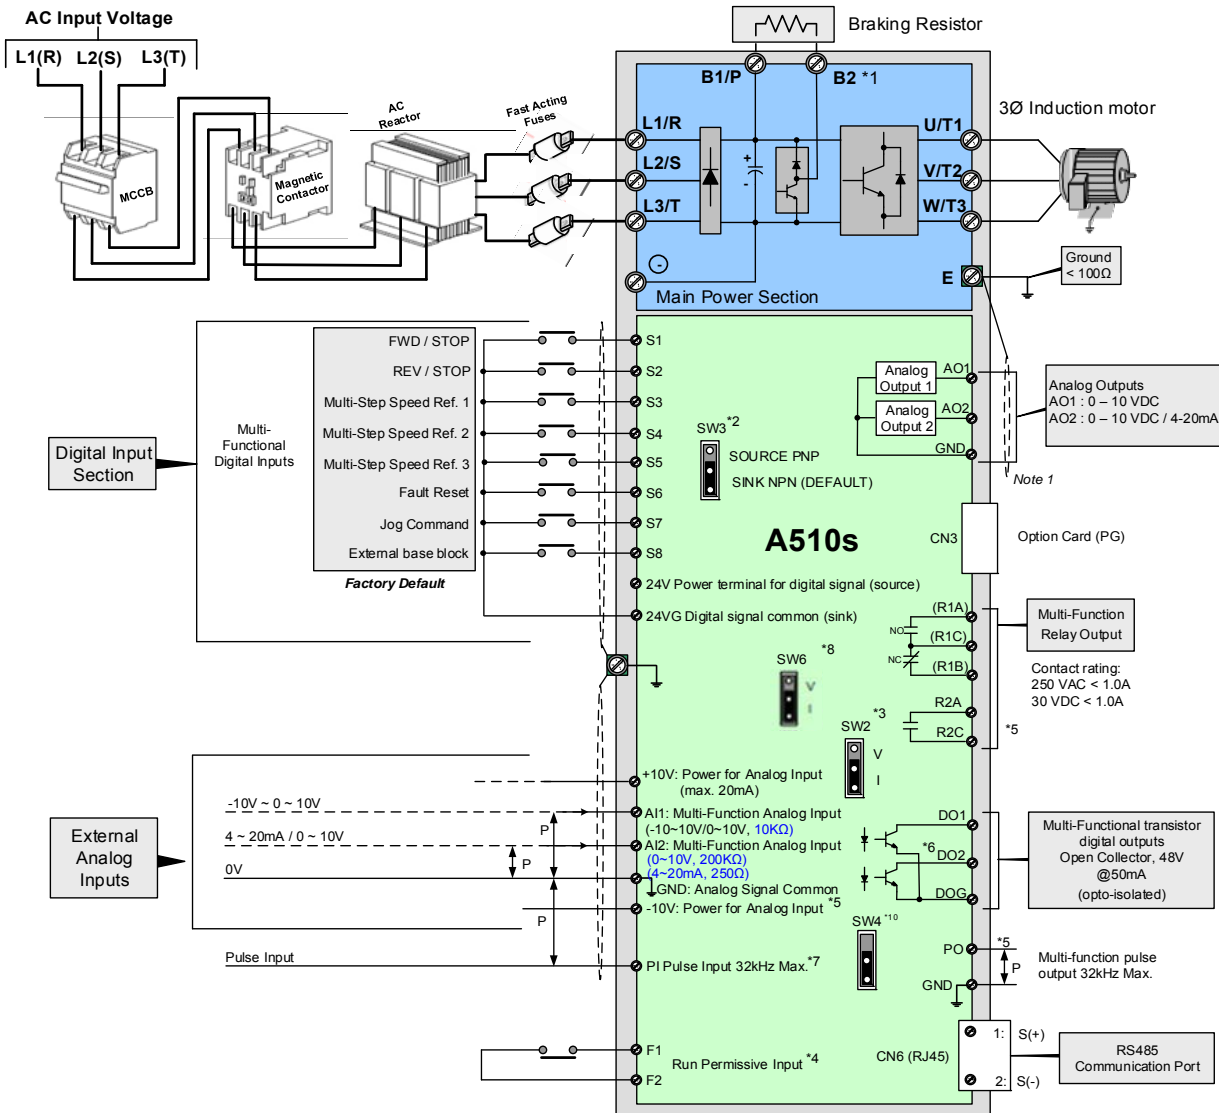 AC Input Voltage
L1(R) L2(S) L3(T)
MCCB
Magnetic
Contactor
AC
Reactor
Fast Acting
Fuses
Braking Resistor
B1/P
B2 *1
L1/R
L2/S
L3/T
+
-
-
U/T1
V/T2
W/T3
E
Main Power Section
3Ø Induction motor
Ground
< 100Ω
Digital Input
Section
Multi-
Functional
Digital Inputs
FWD / STOP
REV / STOP
Multi-Step Speed Ref. 1
Multi-Step Speed Ref. 2
Multi-Step Speed Ref. 3
Fault Reset
Jog Command
External base block
Factory Default
S1
S2
S3
S4
S5
S6
S7
S8
24V Power terminal for digital signal (source)
24VG Digital signal common (sink)
SW3 *2
SOURCE PNP
SINK NPN (DEFAULT)
A510s
Analog
Output 1
Analog
Output 2
AO1
AO2
GND
Analog Outputs
AO1 : 0 – 10 VDC
AO2 : 0 – 10 VDC / 4-20mA
Note 1
CN3
Option Card (PG)
(R1A)
NO
(R1C)
NC
(R1B)
R2A
R2C
*5
Multi-Function
Relay Output
Contact rating:
250 VAC < 1.0A
30 VDC < 1.0A
SW6 *8
V
I
SW2 *3
V
I
External
Analog
Inputs
-10V ~ 0 ~ 10V
4 ~ 20mA / 0 ~ 10V
0V
P
P
P
Pulse Input
+10V: Power for Analog Input
(max. 20mA)
AI1: Multi-Function Analog Input
(-10~10V/0~10V, 10KΩ)
AI2: Multi-Function Analog Input
(0~10V, 200KΩ)
(4~20mA, 250Ω)
GND: Analog Signal Common
-10V: Power for Analog Input *5
PI Pulse Input 32kHz Max.*7
DO1
*6
DO2
DOG
Multi-Functional transistor
digital outputs
Open Collector, 48V
@50mA
(opto-isolated)
SW4 *10
PO
*5
P
GND
Multi-function pulse
output 32kHz Max.
F1
F2
Run Permissive Input *4
CN6 (RJ45)
1: S(+)
2: S(-)
RS485
Communication Port